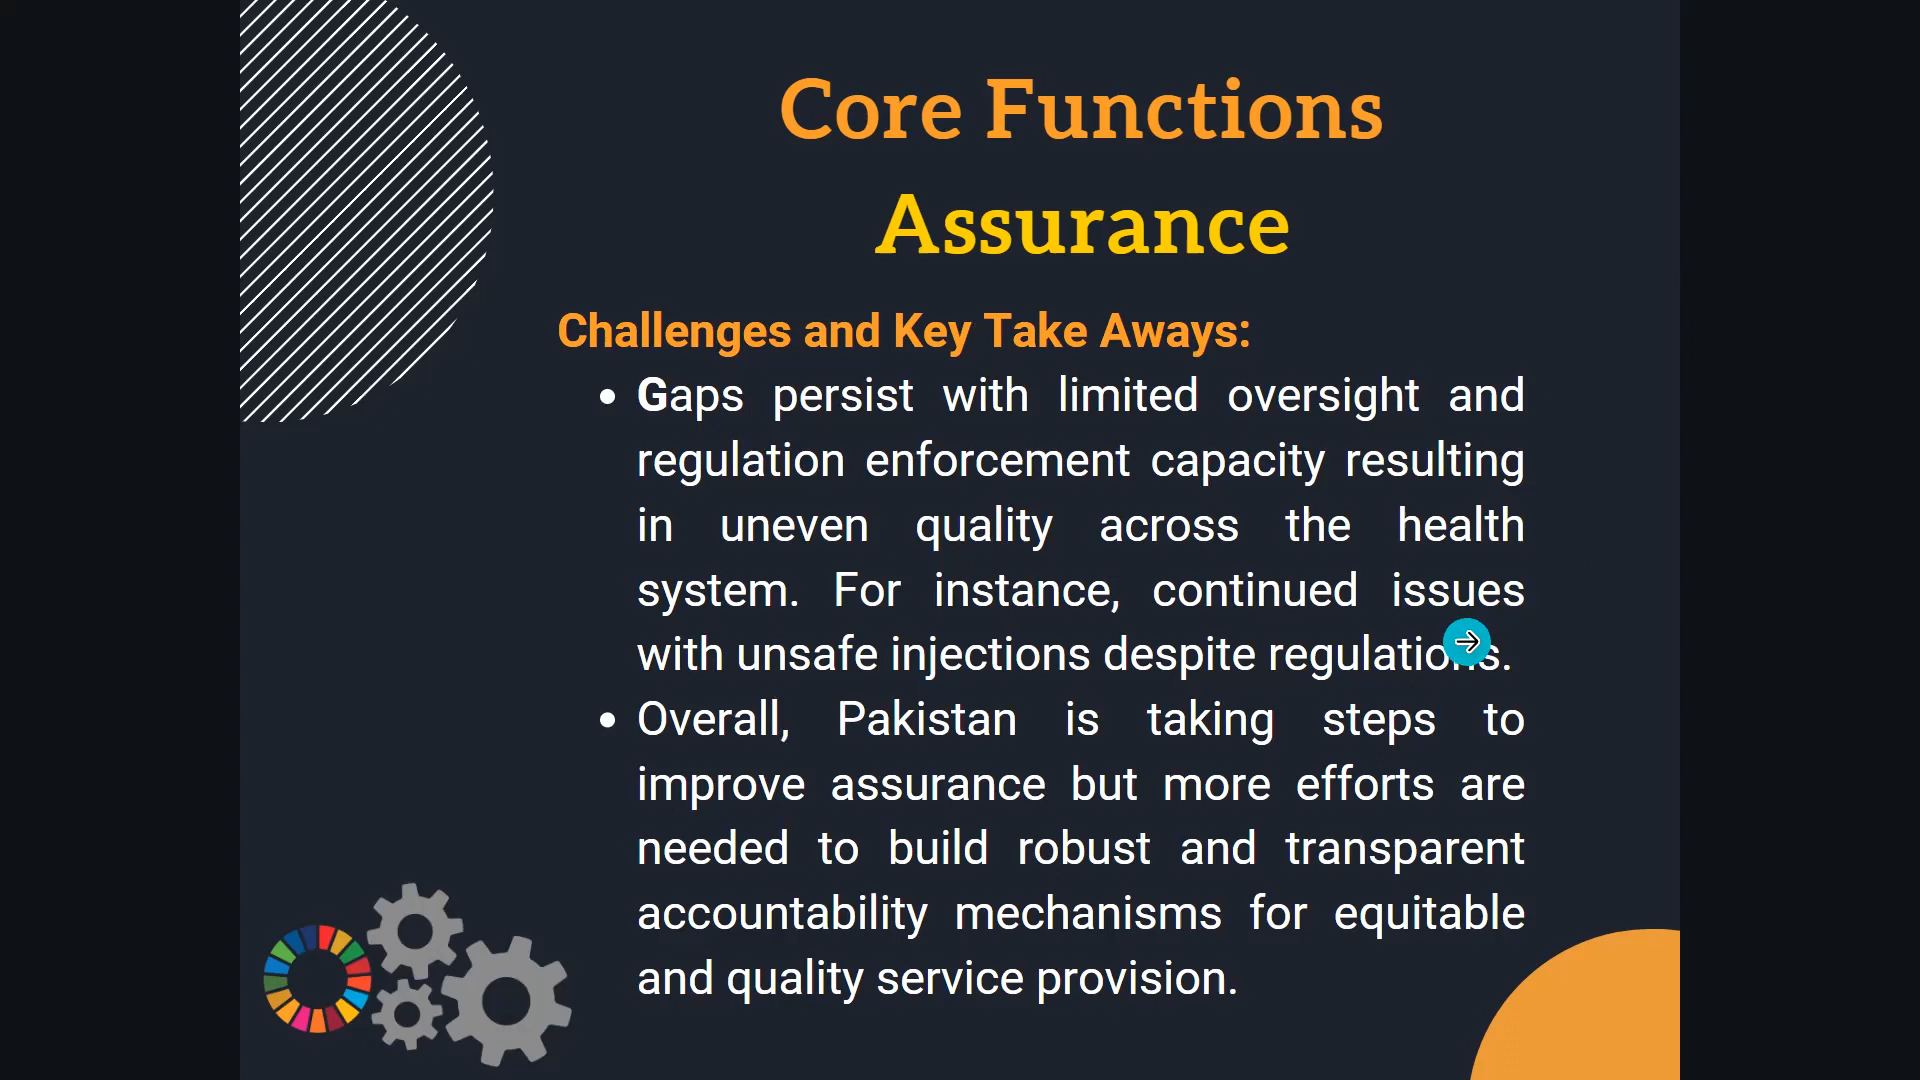 Core Functions
Assurance
Challenges and Key Take Aways:
• Gaps persist with limited oversight and
regulation enforcement capacity resulting
in uneven quality across the health
system. For instance, continued issues
with unsafe injections despite regulations.
• Overall, Pakistan is taking steps to
improve assurance but more efforts are
needed to build robust and transparent
accountability mechanisms for equitable
and quality service provision.